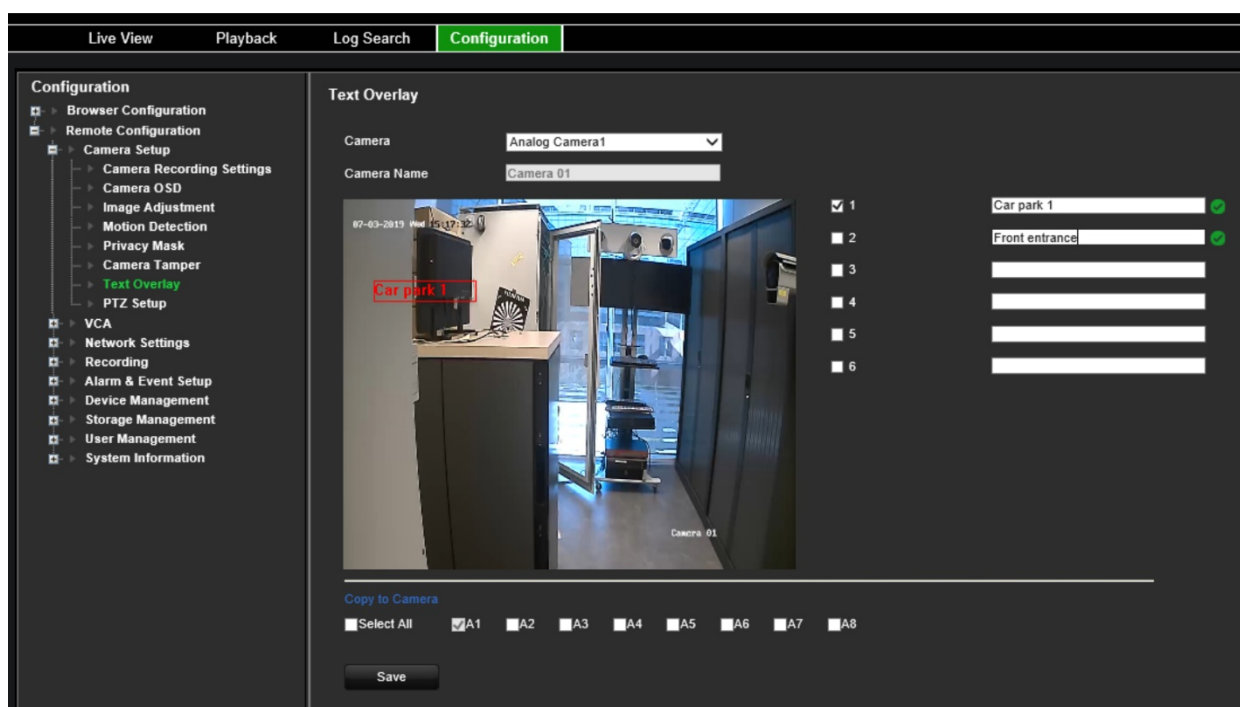 Live View Playback Log Search Configuration
Configuration
Browser Configuration
Remote Configuration
Camera Setup
Camera Recording Settings
Camera OSD
Image Adjustment
Motion Detection
Privacy Mask
Camera Tamper
Text Overlay
PTZ Setup
VCA
Network Settings
Recording
Alarm & Event Setup
Device Management
Storage Management
User Management
System Information
Text Overlay
Camera Analog Camera1
Camera Name Camera 01
07-03-2019 Wed 15:17:32
Car park 1
Camera 01
1 Car park 1
2 Front entrance
3
4
5
6
Copy to Camera
Select All A1 A2 A3 A4 A5 A6 A7 A8
Save